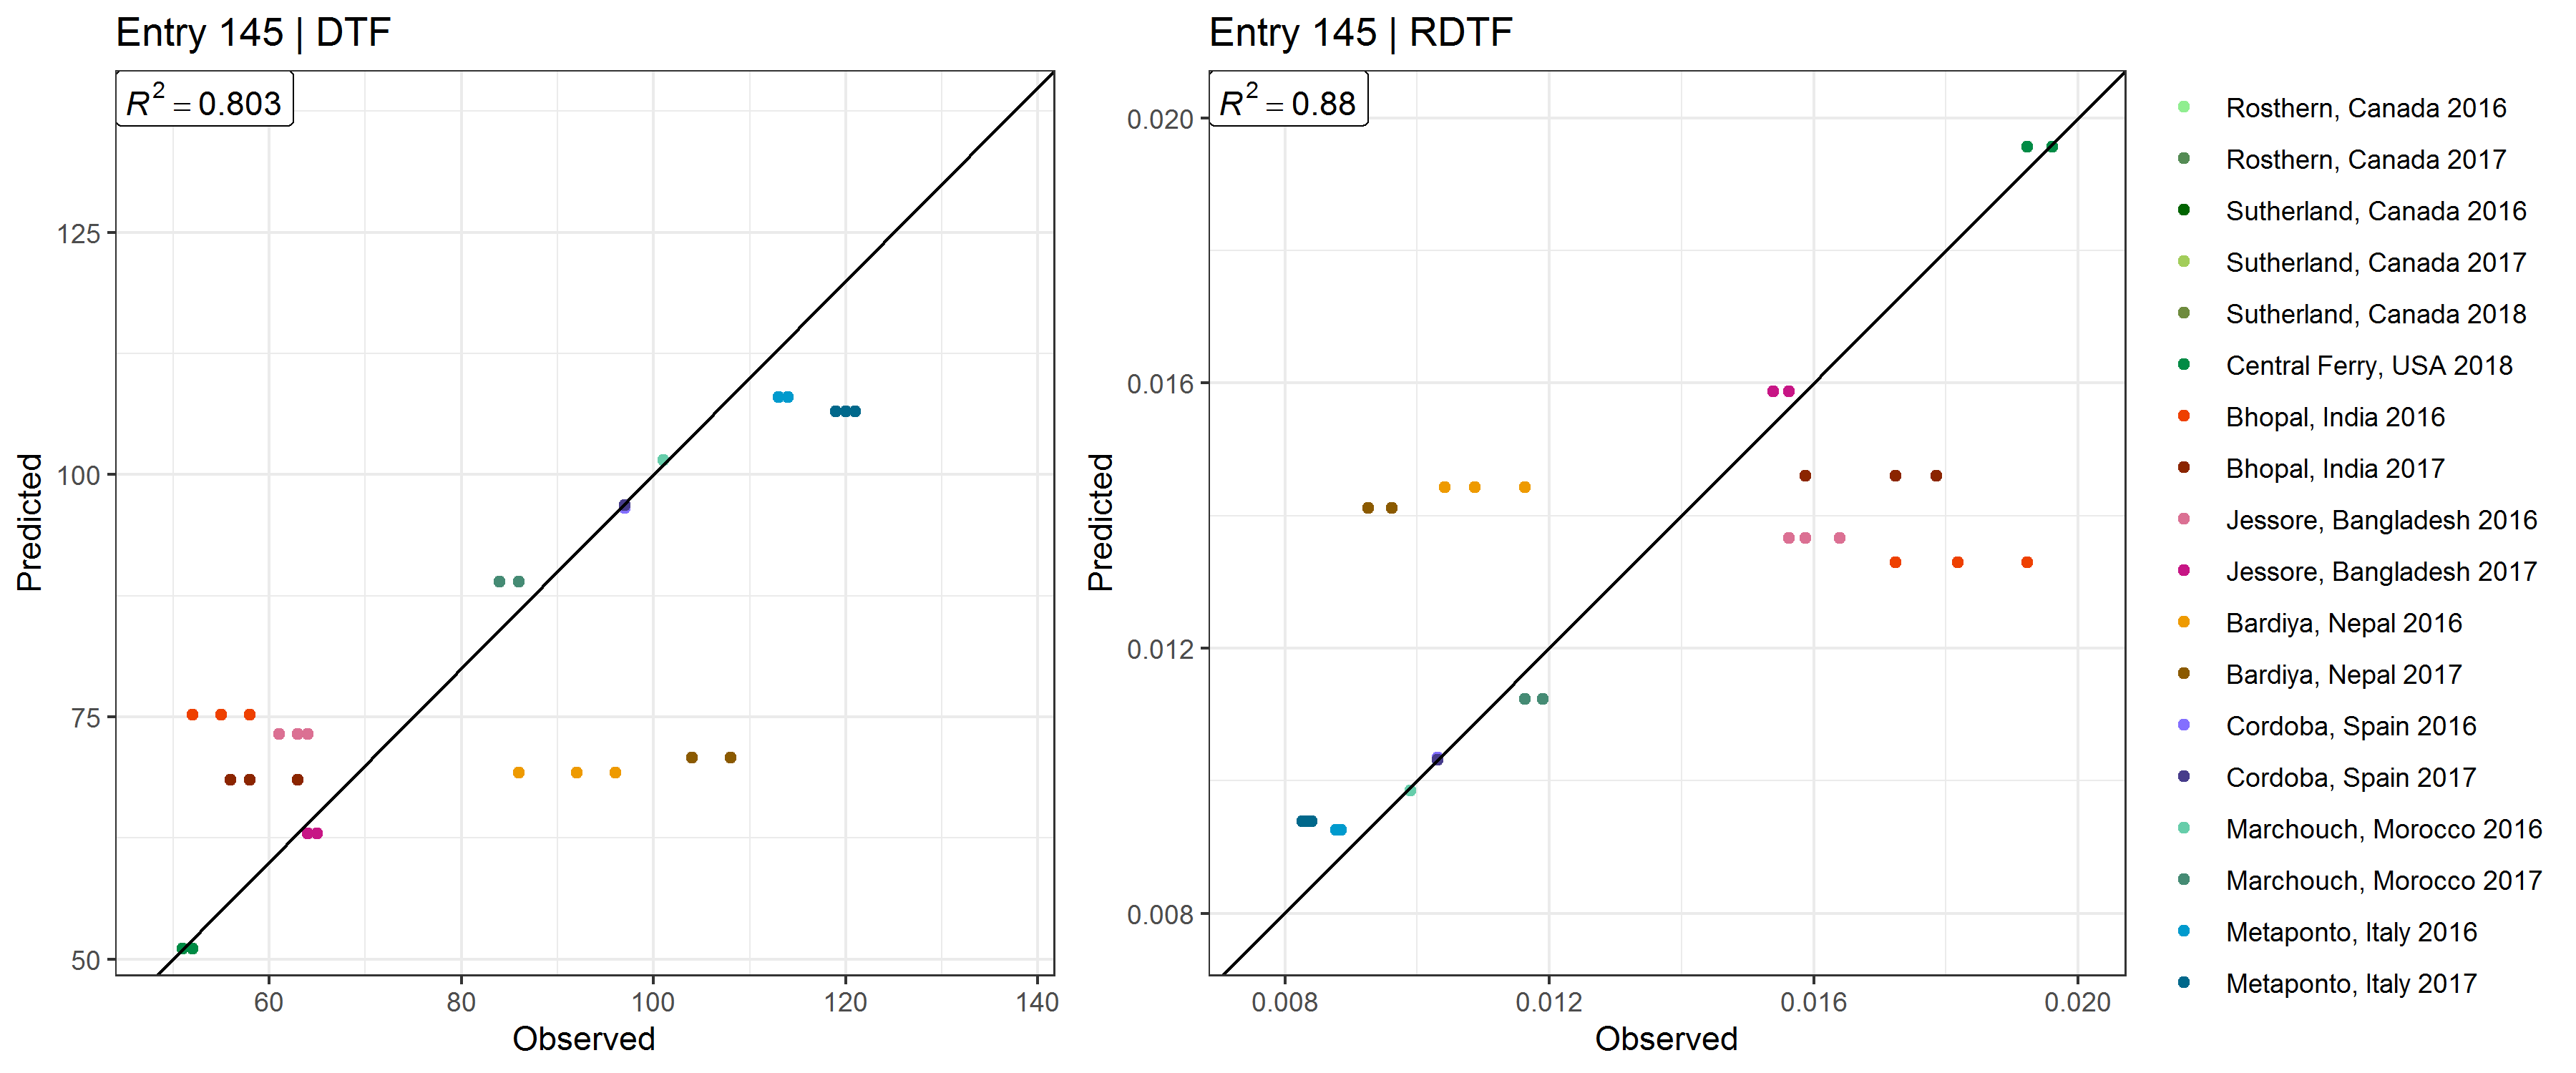 Entry 145 | DTF
R² = 0.803
125
100
75
50
Predicted
60 80 100 120 140
Observed
Entry 145 | RDTF
R² = 0.88
0.020
0.016
0.012
0.008
Predicted
0.008 0.012 0.016 0.020
Observed
Rosthern, Canada 2016
Rosthern, Canada 2017
Sutherland, Canada 2016
Sutherland, Canada 2017
Sutherland, Canada 2018
Central Ferry, USA 2018
Bhopal, India 2016
Bhopal, India 2017
Jessore, Bangladesh 2016
Jessore, Bangladesh 2017
Bardiya, Nepal 2016
Bardiya, Nepal 2017
Cordoba, Spain 2016
Cordoba, Spain 2017
Marchouch, Morocco 2016
Marchouch, Morocco 2017
Metaponto, Italy 2016
Metaponto, Italy 2017